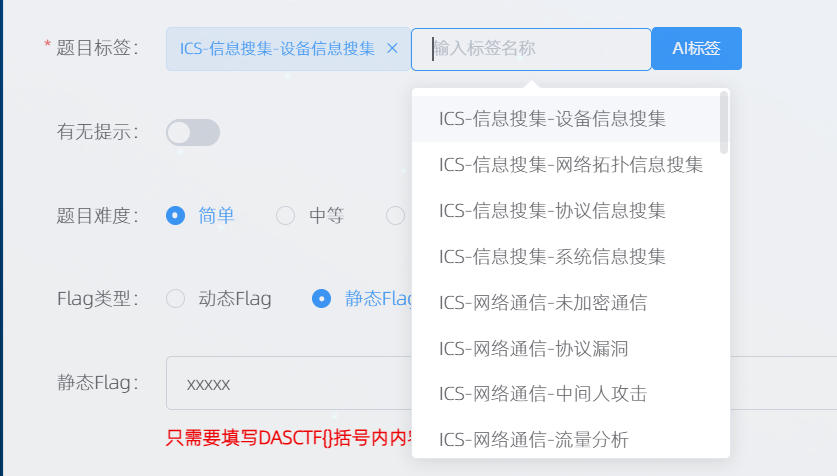 * 题目标签： ICS-信息搜集-设备信息搜集 × 输入标签名称 AI标签
ICS-信息搜集-设备信息搜集
有无提示：
ICS-信息搜集-网络拓扑信息搜集
题目难度： 简单 中等
ICS-信息搜集-协议信息搜集
ICS-信息搜集-系统信息搜集
Flag类型： 动态Flag 静态Flag
ICS-网络通信-未加密通信
ICS-网络通信-协议漏洞
静态Flag： xxxxx
ICS-网络通信-中间人攻击
只需要填写DASCTF{}括号内内
ICS-网络通信-流量分析